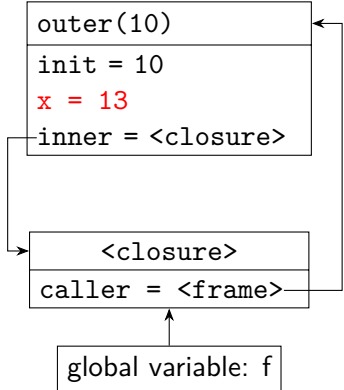 outer(10)
init = 10
x = 13
inner = <closure>
<closure>
caller = <frame>
global variable: f